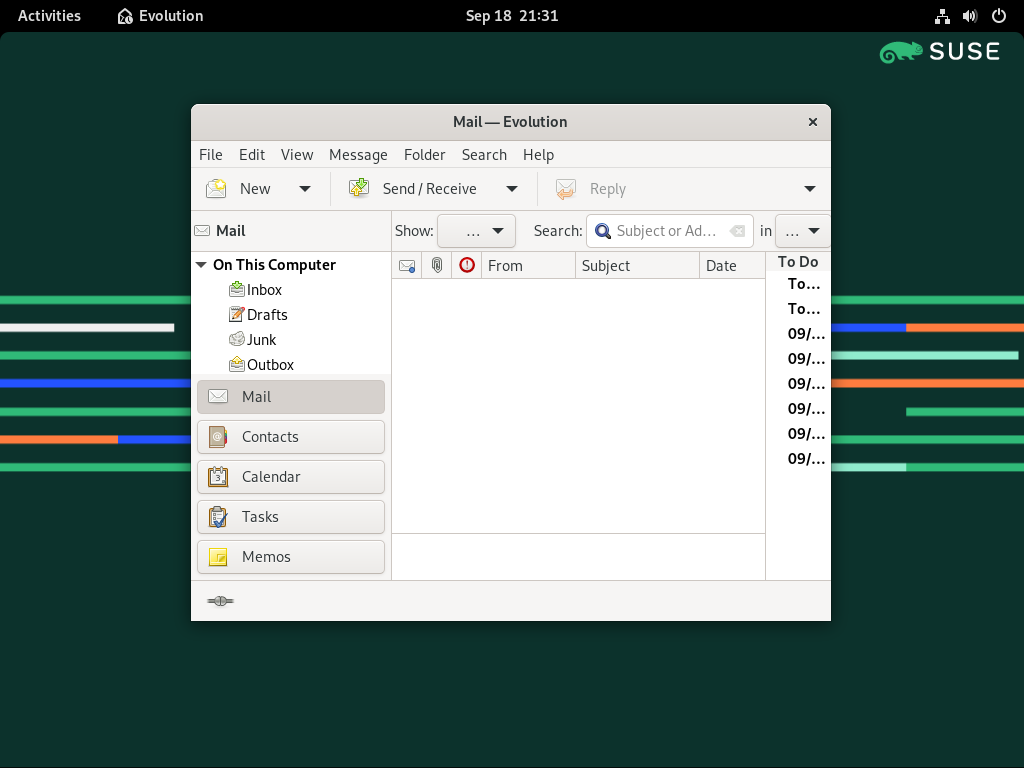 Activities Evolution Sep 18 21:31
SUSE
Mail — Evolution
File Edit View Message Folder Search Help
New Send / Receive Reply
Mail Show: ... Search: Subject or Ad... in ...
On This Computer
Inbox
Drafts
Junk
Outbox
Mail
Contacts
Calendar
Tasks
Memos
From Subject Date
To Do
To...
To...
09/...
09/...
09/...
09/...
09/...
09/...